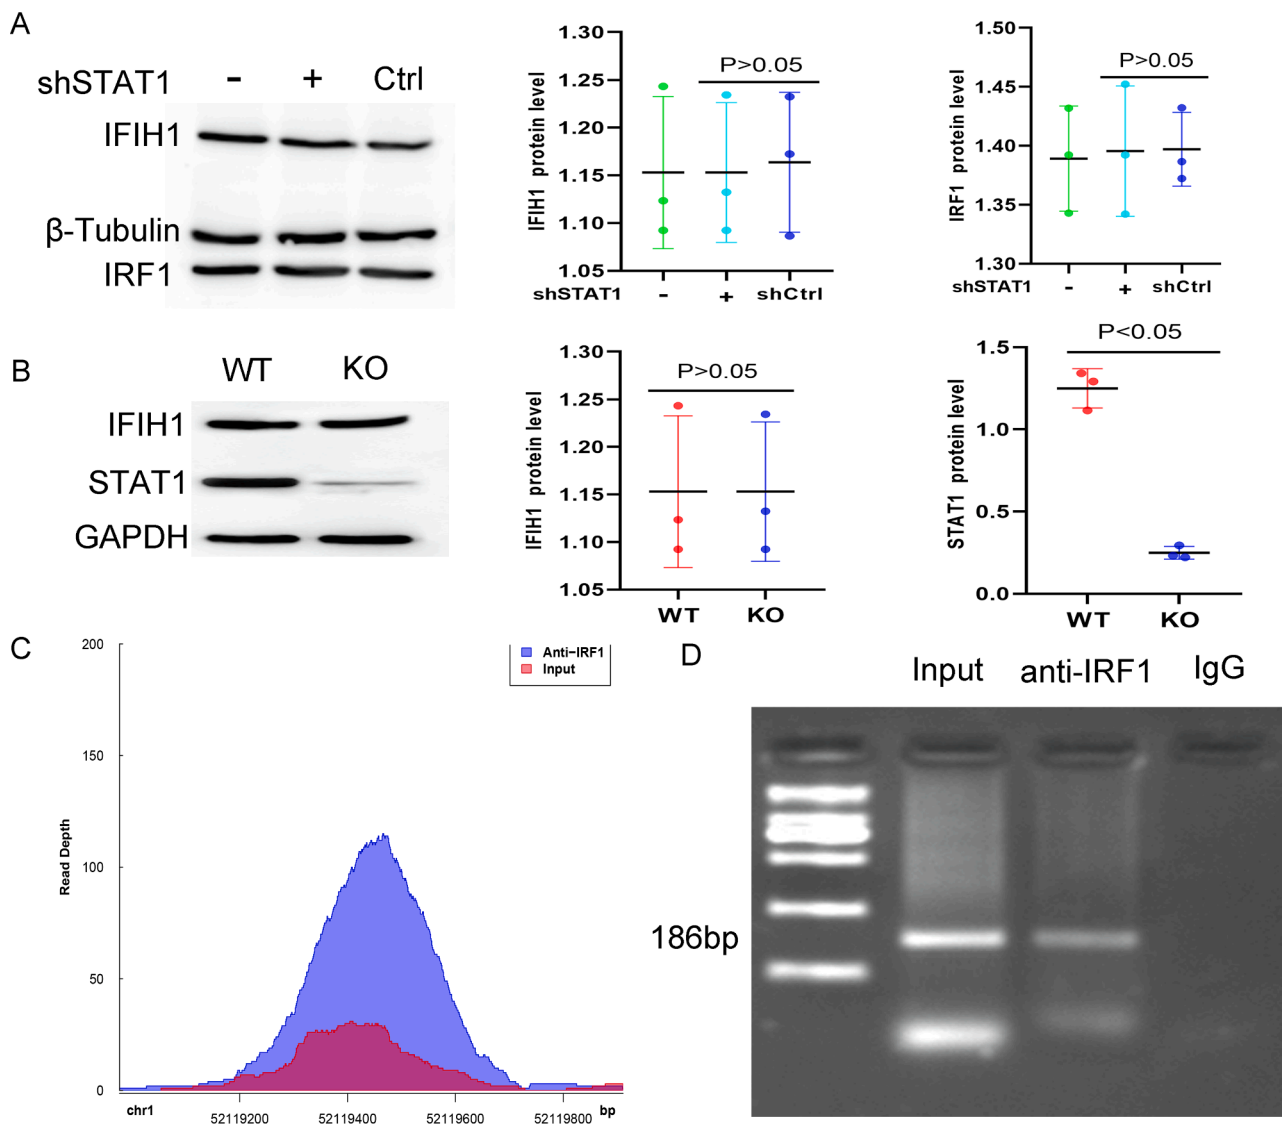 A
shSTAT1 - + Ctrl
IFIH1
β-Tubulin
IRF1
IFIH1 protein level
1.30
1.25
1.20
1.15
1.10
1.05
P>0.05
shSTAT1 - + shCtrl
IRF1 protein level
1.50
1.45
1.40
1.35
1.30
P>0.05
shSTAT1 - + shCtrl
B
WT KO
IFIH1
STAT1
GAPDH
IFIH1 protein level
1.30
1.25
1.20
1.15
1.10
1.05
P>0.05
WT KO
STAT1 protein level
1.5
1.0
0.5
0.0
P<0.05
WT KO
C
Anti-IRF1
Input
Read Depth
200
150
100
50
0
chr1 52119200 52119400 52119600 52119800 bp
D
Input anti-IRF1 IgG
186bp